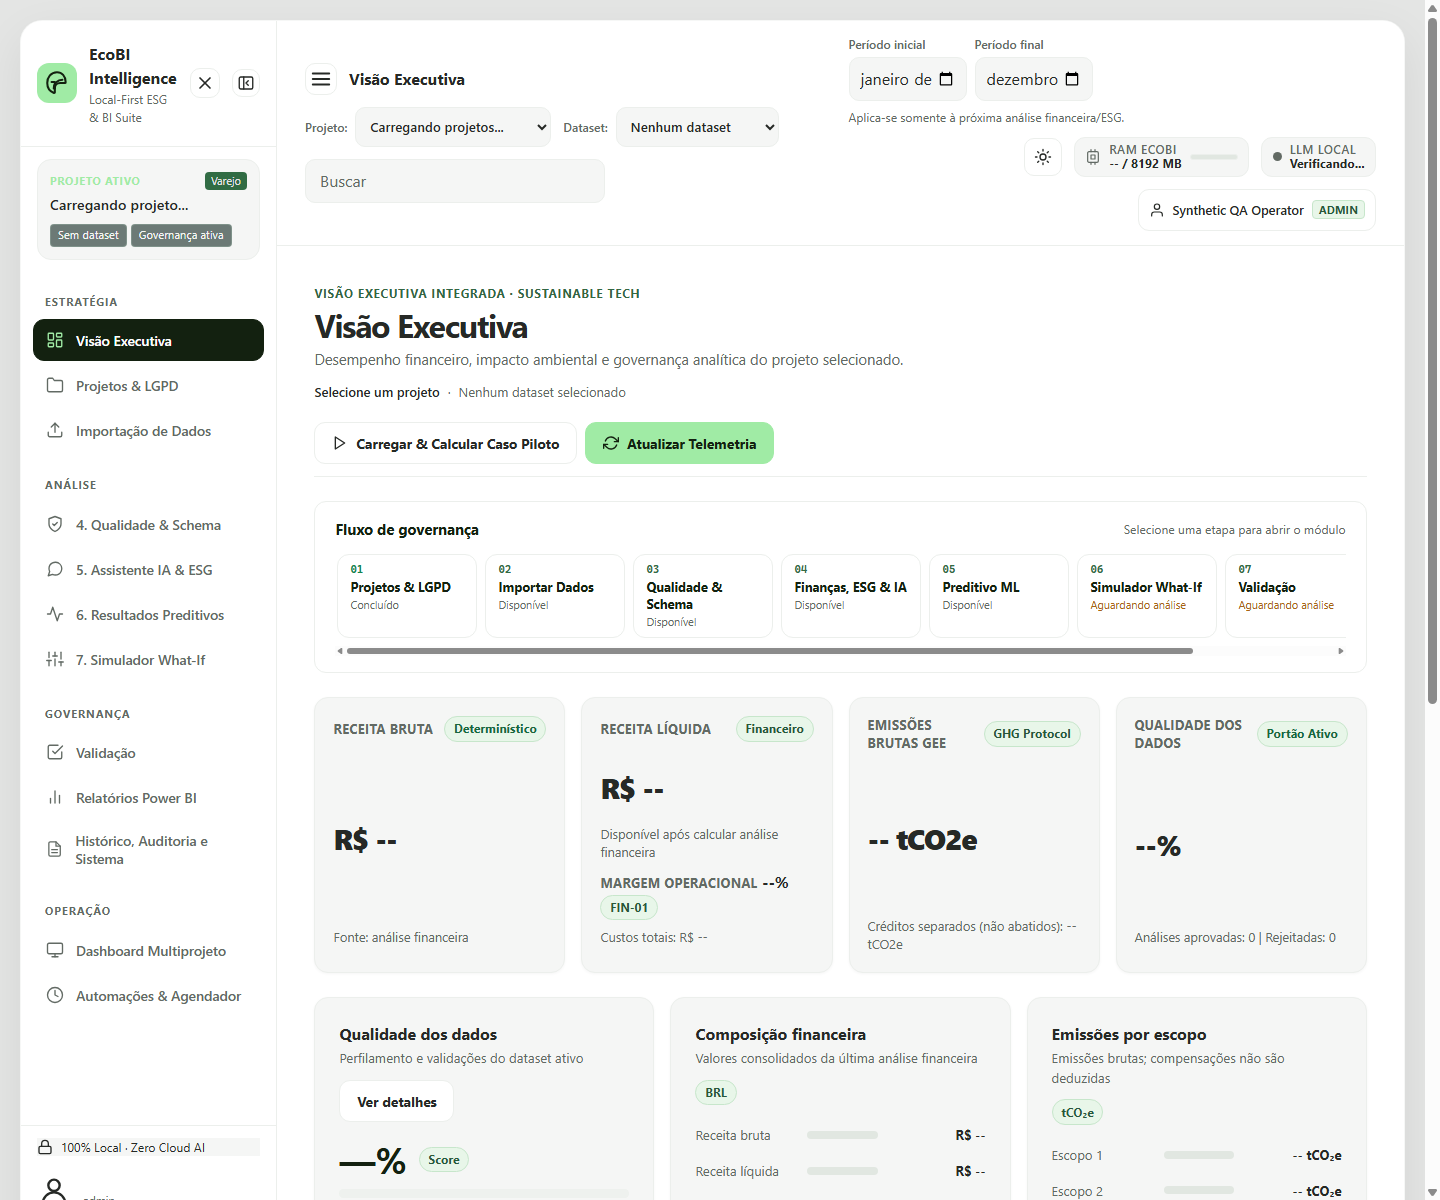 EcoBI
Intelligence
Local-First ESG
& BI Suite
PROJETO ATIVO
Varejo
Carregando projeto...
Sem dataset
Governança ativa
ESTRATÉGIA
Visão Executiva
Projetos & LGPD
Importação de Dados
ANÁLISE
4. Qualidade & Schema
5. Assistente IA & ESG
6. Resultados Preditivos
7. Simulador What-If
GOVERNANÇA
Validação
Relatórios Power BI
Histórico, Auditoria e
Sistema
OPERAÇÃO
Dashboard Multiprojeto
Automações & Agendador
100% Local · Zero Cloud AI
admin
Visão Executiva
Projeto:
Carregando projetos...
Dataset:
Nenhum dataset
Buscar
Período inicial
Período final
janeiro de
dezembro
Aplica-se somente à próxima análise financeira/ESG.
RAM ECOBI
-- / 8192 MB
LLM LOCAL
Verificando...
Synthetic QA Operator
ADMIN
VISÃO EXECUTIVA INTEGRADA · SUSTAINABLE TECH
Visão Executiva
Desempenho financeiro, impacto ambiental e governança analítica do projeto selecionado.
Selecione um projeto · Nenhum dataset selecionado
Carregar & Calcular Caso Piloto
Atualizar Telemetria
Fluxo de governança
Selecione uma etapa para abrir o módulo
01
Projetos & LGPD
Concluído
02
Importar Dados
Disponível
03
Qualidade &
Schema
Disponível
04
Finanças, ESG & IA
Disponível
05
Preditivo ML
Disponível
06
Simulador What-If
Aguardando análise
07
Validação
Aguardando análise
RECEITA BRUTA
Determinístico
R$ --
Fonte: análise financeira
RECEITA LÍQUIDA
Financeiro
R$ --
Disponível após calcular análise
financeira
MARGEM OPERACIONAL --%
FIN-01
Custos totais: R$ --
EMISSÕES
BRUTAS GEE
GHG Protocol
-- tCO2e
Créditos separados (não abatidos): --
tCO2e
QUALIDADE DOS
DADOS
Portão Ativo
--%
Análises aprovadas: 0 | Rejeitadas: 0
Qualidade dos dados
Perfilamento e validações do dataset ativo
Ver detalhes
—%
Score
Composição financeira
Valores consolidados da última análise financeira
BRL
Receita bruta
R$ --
Receita líquida
R$ --
Emissões por escopo
Emissões brutas; compensações não são
deduzidas
tCO₂e
Escopo 1
-- tCO₂e
Escopo 2
-- tCO₂e